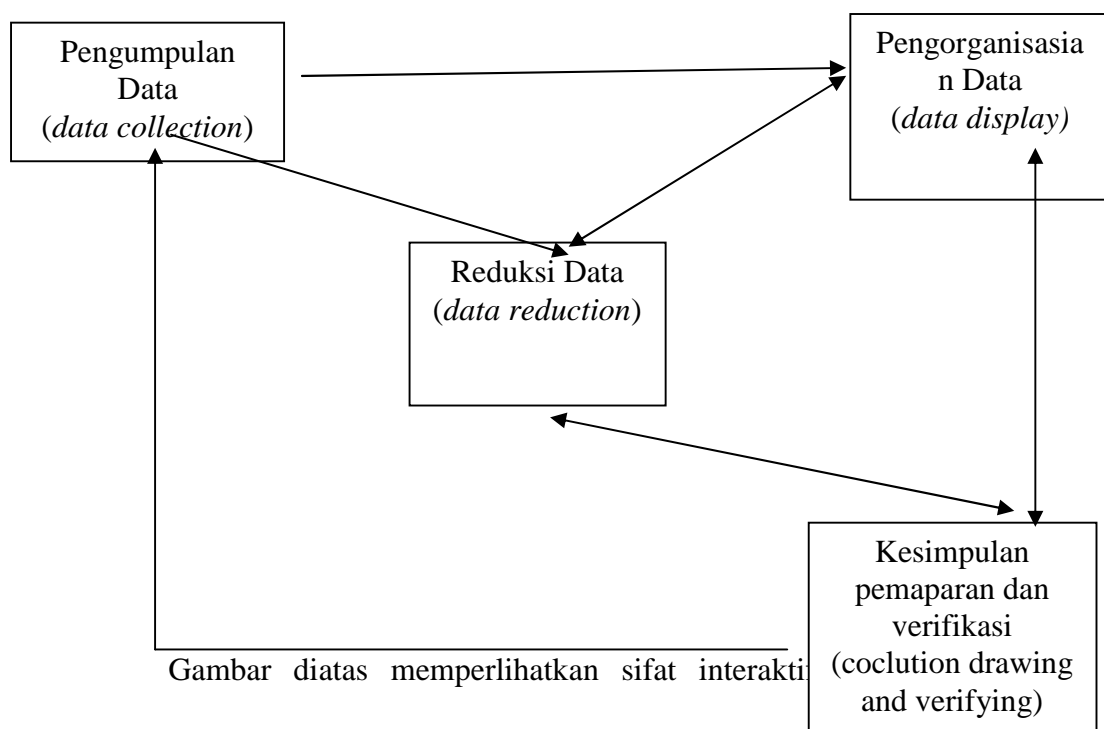 Pengumpulan
Data
(data collection)
Pengorganisasia
n Data
(data display)
Reduksi Data
(data reduction)
Kesimpulan
pemaparan dan
verifikasi
(coclution drawing
and verifying)
Gambar diatas memperlihatkan sifat